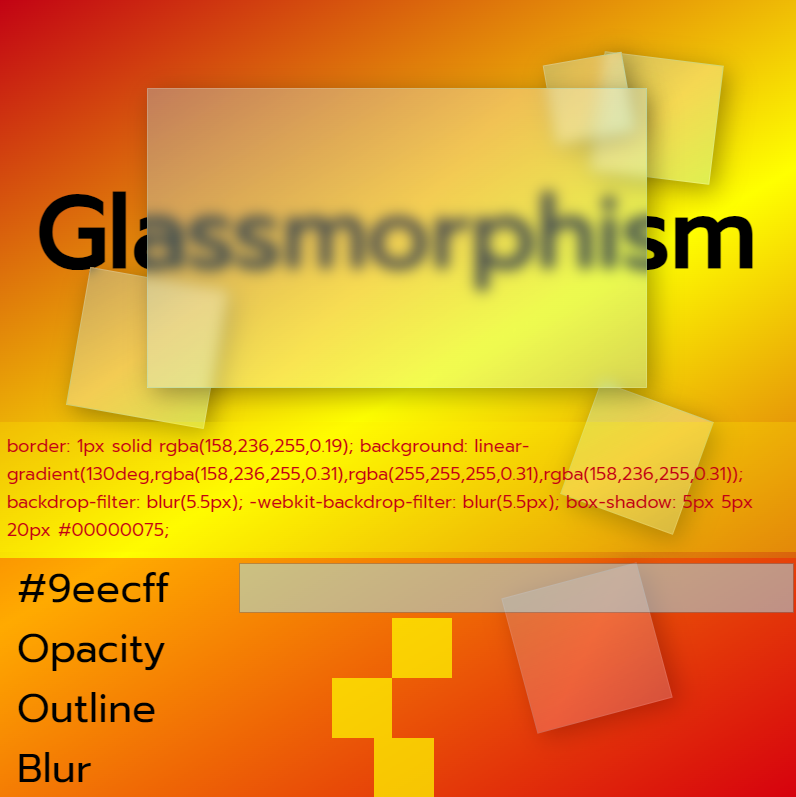 Glassmorphism
border: 1px solid rgba(158,236,255,0.19); background: linear-
gradient(130deg,rgba(158,236,255,0.31),rgba(255,255,255,0.31),rgba(158,236,255,0.31));
backdrop-filter: blur(5.5px); -webkit-backdrop-filter: blur(5.5px); box-shadow: 5px 5px
20px #00000075;
#9eecff
Opacity
Outline
Blur